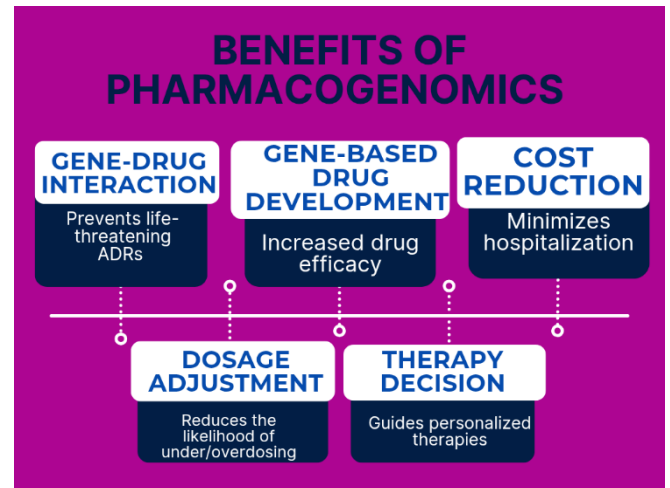 BENEFITS OF
PHARMACOGENOMICS
GENE-DRUG
INTERACTION
Prevents life-
threatening
ADRs
GENE-BASED
DRUG
DEVELOPMENT
Increased drug
efficacy
COST
REDUCTION
Minimizes
hospitalization
DOSAGE
ADJUSTMENT
Reduces the
likelihood of
under/overdosing
THERAPY
DECISION
Guides personalized
therapies